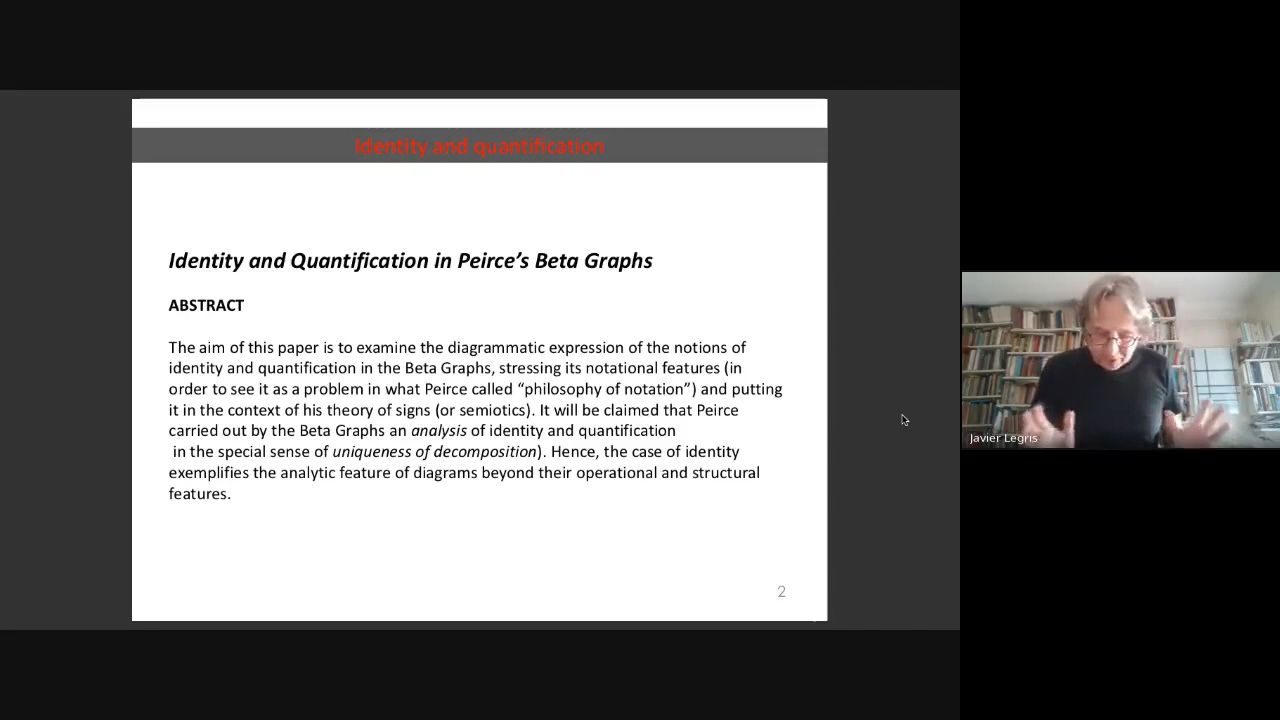 Identity and quantification
Identity and Quantification in Peirce’s Beta Graphs
ABSTRACT
The aim of this paper is to examine the diagrammatic expression of the notions of
identity and quantification in the Beta Graphs, stressing its notational features (in
order to see it as a problem in what Peirce called “philosophy of notation”) and putting
it in the context of his theory of signs (or semiotics). It will be claimed that Peirce
carried out by the Beta Graphs an analysis of identity and quantification
in the special sense of uniqueness of decomposition). Hence, the case of identity
exemplifies the analytic feature of diagrams beyond their operational and structural
features.
2
Javier Legris